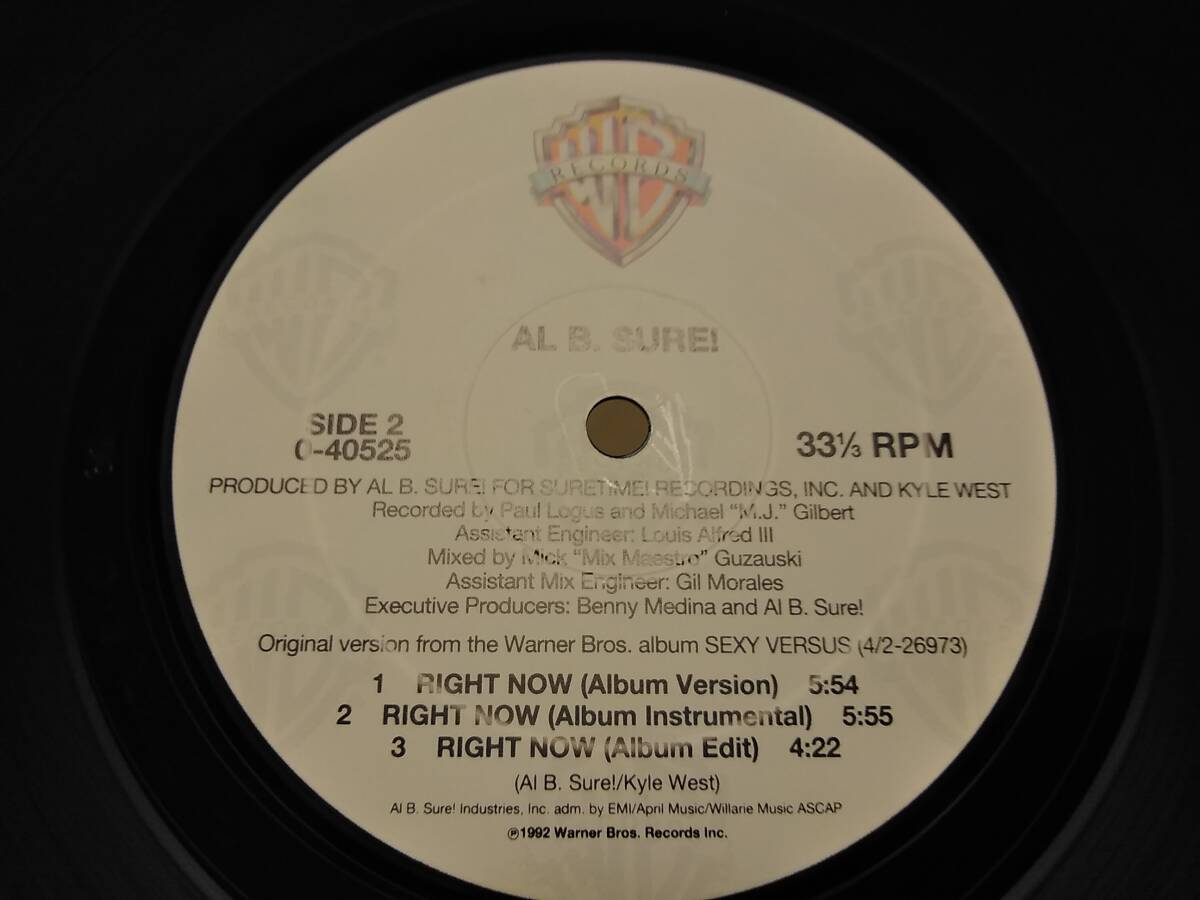 WB
RECORDS
AL B. SURE!
SIDE 2
0-40525
33⅓ RPM
PRODUCED BY AL B. SURE! FOR SURETIME! RECORDINGS, INC. AND KYLE WEST
Recorded by Paul Logus and Michael "M.J." Gilbert
Assistant Engineer: Louis Alfred III
Mixed by Mick "Mix Maestro" Guzauski
Assistant Mix Engineer: Gil Morales
Executive Producers: Benny Medina and Al B. Sure!
Original version from the Warner Bros. album SEXY VERSUS (4/2-26973)
1 RIGHT NOW (Album Version) 5:54
2 RIGHT NOW (Album Instrumental) 5:55
3 RIGHT NOW (Album Edit) 4:22
(Al B. Sure!/Kyle West)
Al B. Sure! Industries, Inc. adm. by EMI/April Music/Willarie Music ASCAP
℗1992 Warner Bros. Records Inc.